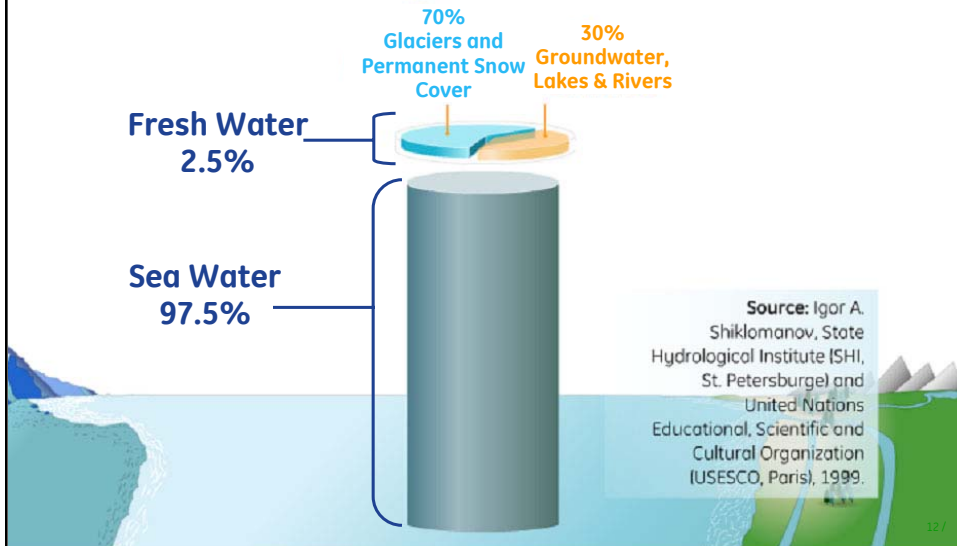 70%
Glaciers and
Permanent Snow
Cover
30%
Groundwater,
Lakes & Rivers
Fresh Water
2.5%
Sea Water
97.5%
Source: Igor A.
Shiklomanov, State
Hydrological Institute (SHI,
St. Petersburge) and
United Nations
Educational, Scientific and
Cultural Organization
(USESCO, Paris), 1999.
12 /